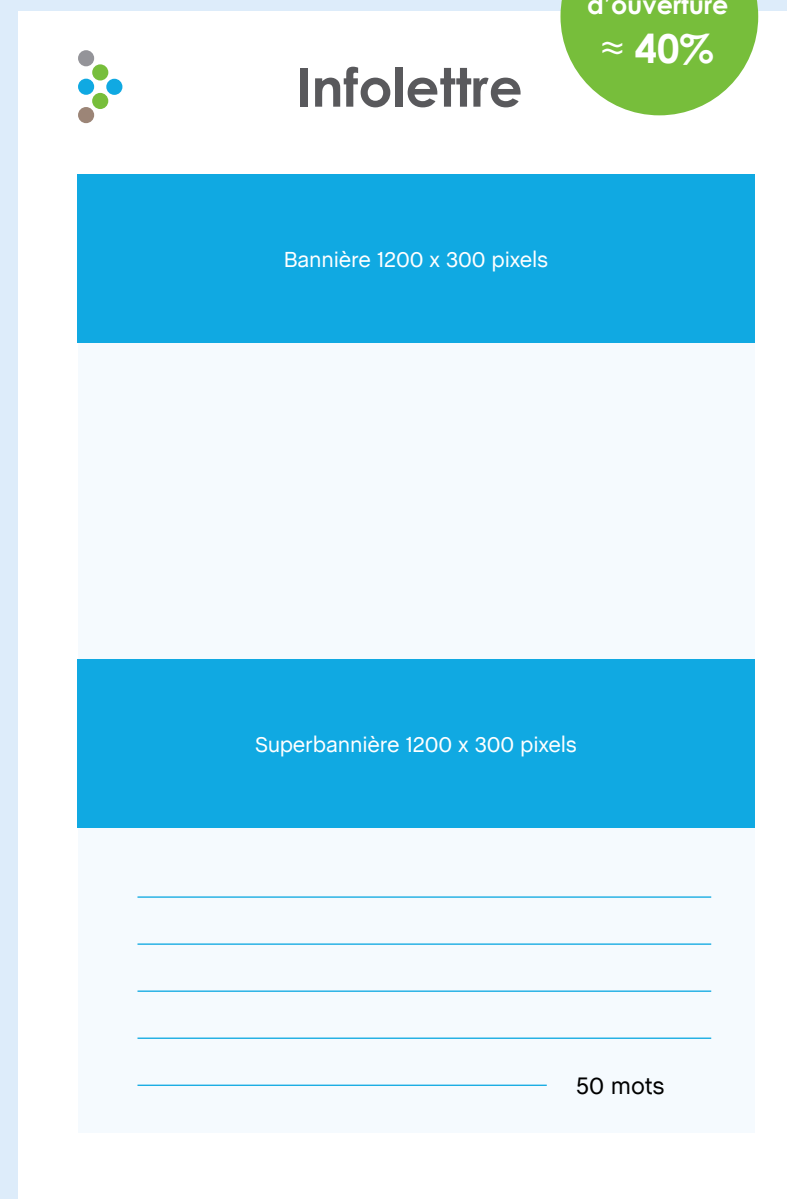 d'ouverture
≈ 40%
Infolettre
Bannière 1200 x 300 pixels
Superbannière 1200 x 300 pixels
50 mots